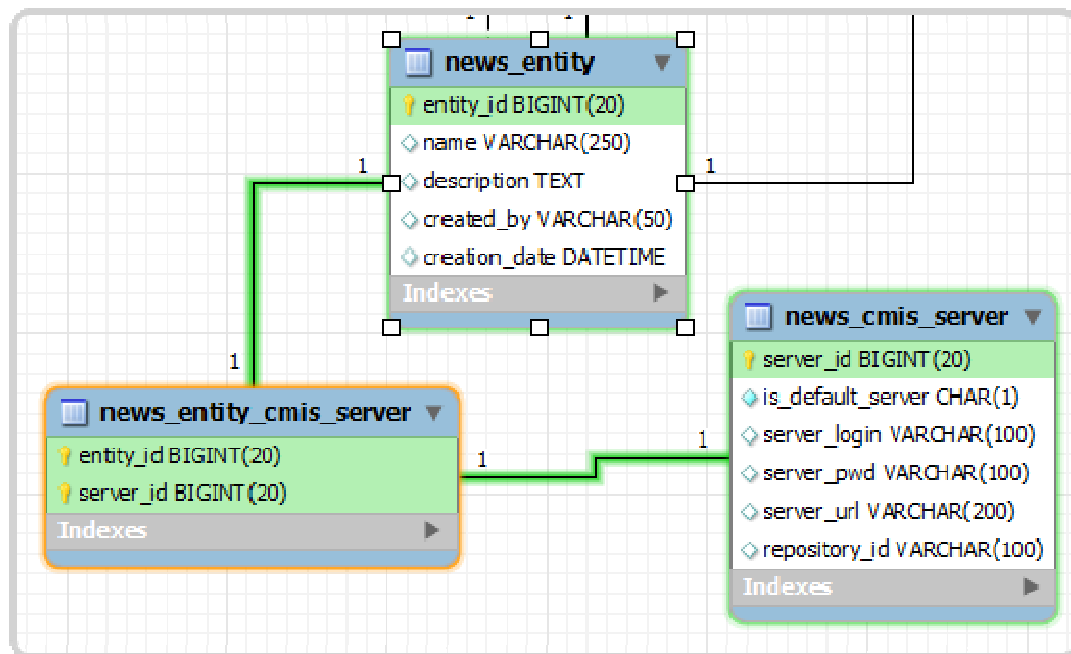 1 1
news_entity
entity_id BIGINT(20)
name VARCHAR(250)
1 description TEXT 1
created_by VARCHAR(50)
creation_date DATETIME
Indexes
news_cmis_server
server_id BIGINT(20)
is_default_server CHAR(1)
server_login VARCHAR(100)
server_pwd VARCHAR(100)
server_url VARCHAR(200)
repository_id VARCHAR(100)
Indexes
1
news_entity_cmis_server
entity_id BIGINT(20)
server_id BIGINT(20)
Indexes
1 1